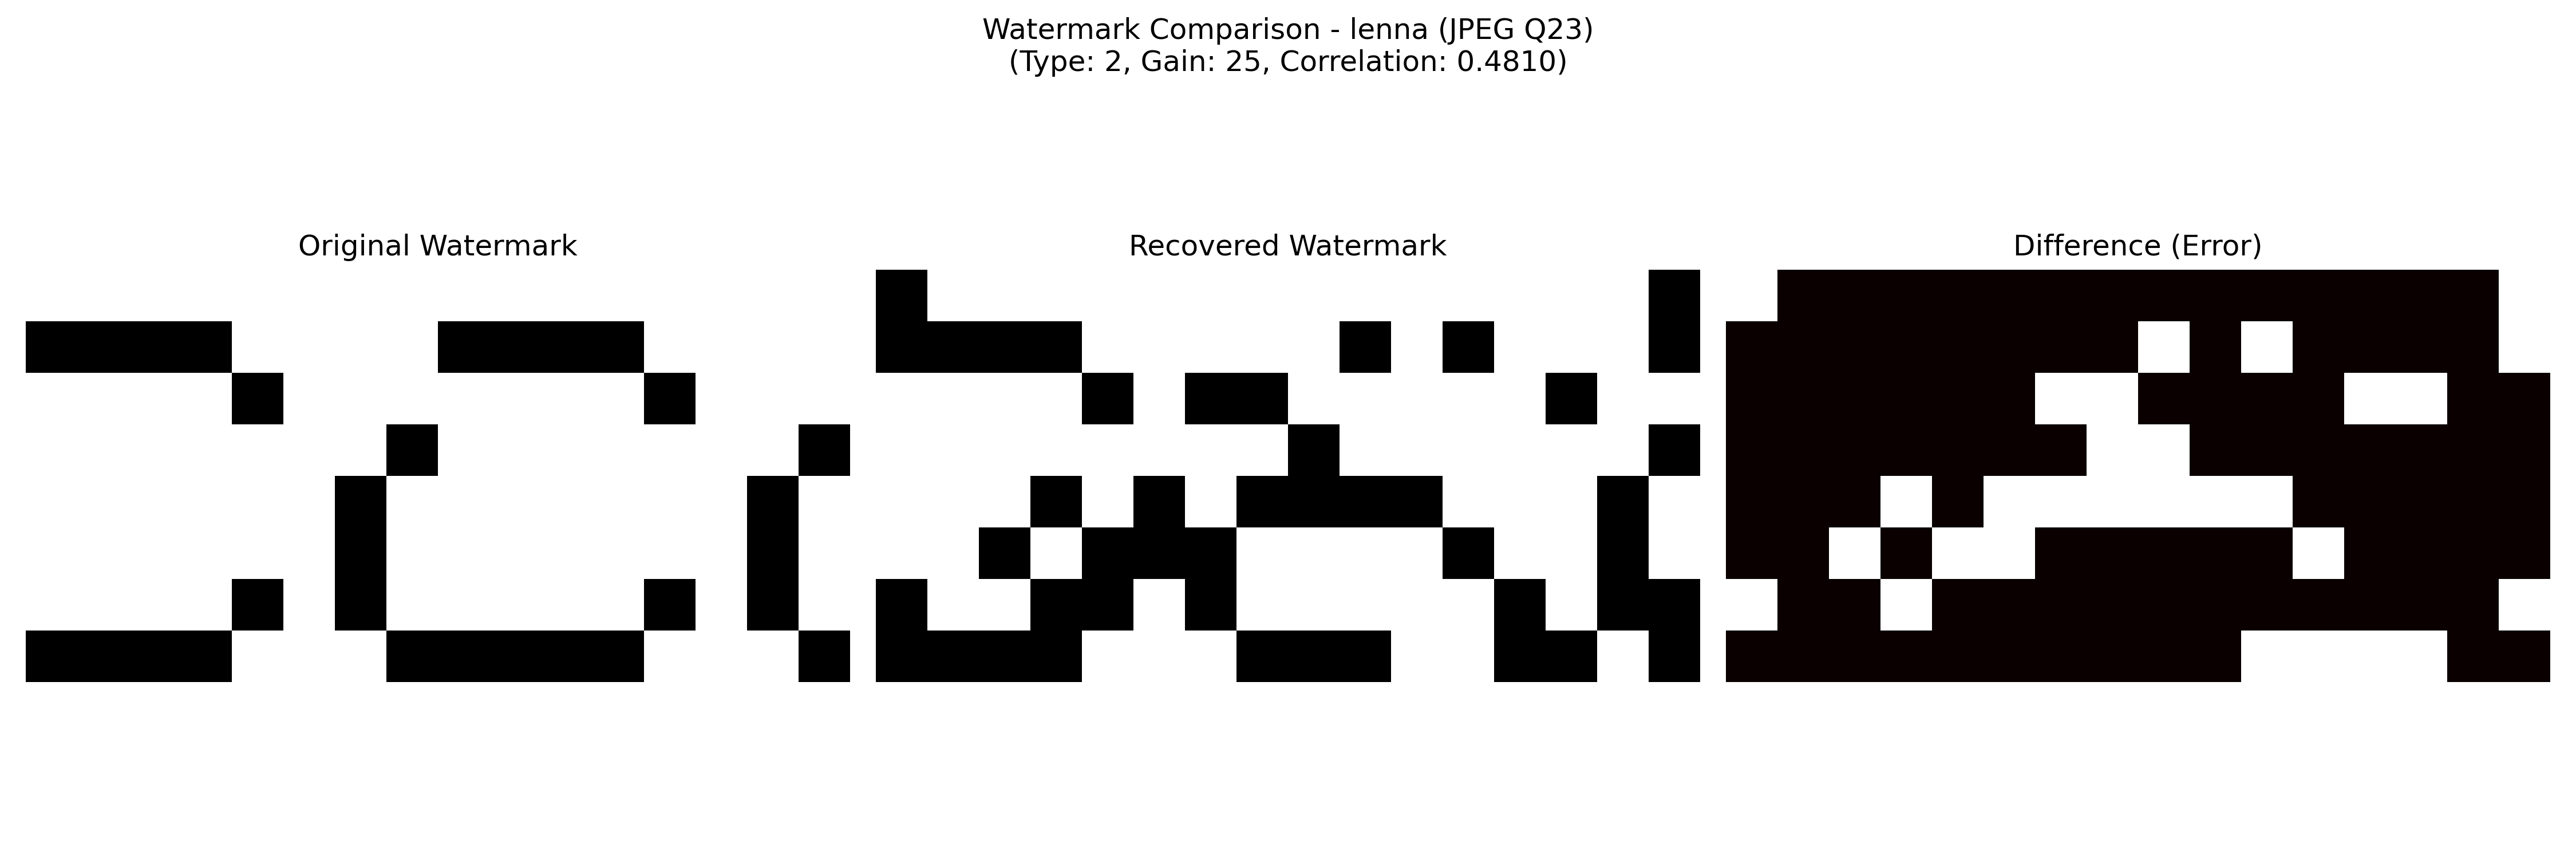 Watermark Comparison - lenna (JPEG Q23)
(Type: 2, Gain: 25, Correlation: 0.4810)
Original Watermark
Recovered Watermark
Difference (Error)